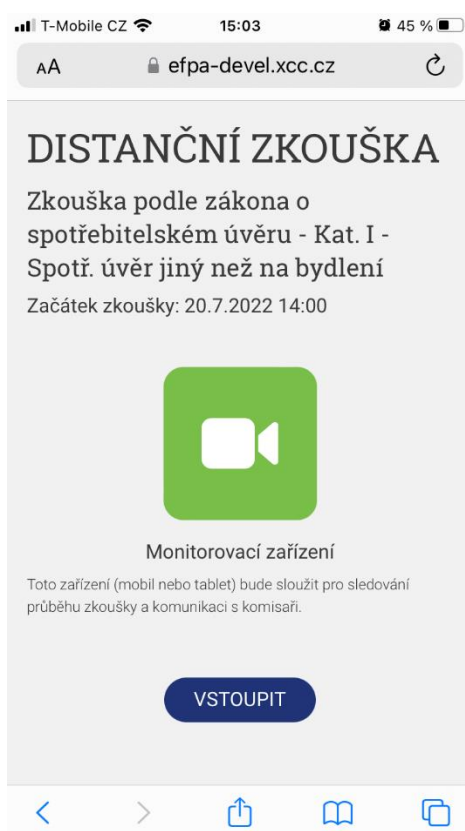 T-Mobile CZ 15:03 45 %
AA efpa-devel.xcc.cz
DISTANČNÍ ZKOUŠKA
Zkouška podle zákona o
spotřebitelském úvěru - Kat. I -
Spotř. úvěr jiný než na bydlení
Začátek zkoušky: 20.7.2022 14:00
Monitorovací zařízení
Toto zařízení (mobil nebo tablet) bude sloužit pro sledování
průběhu zkoušky a komunikaci s komisaři.
VSTOUPIT